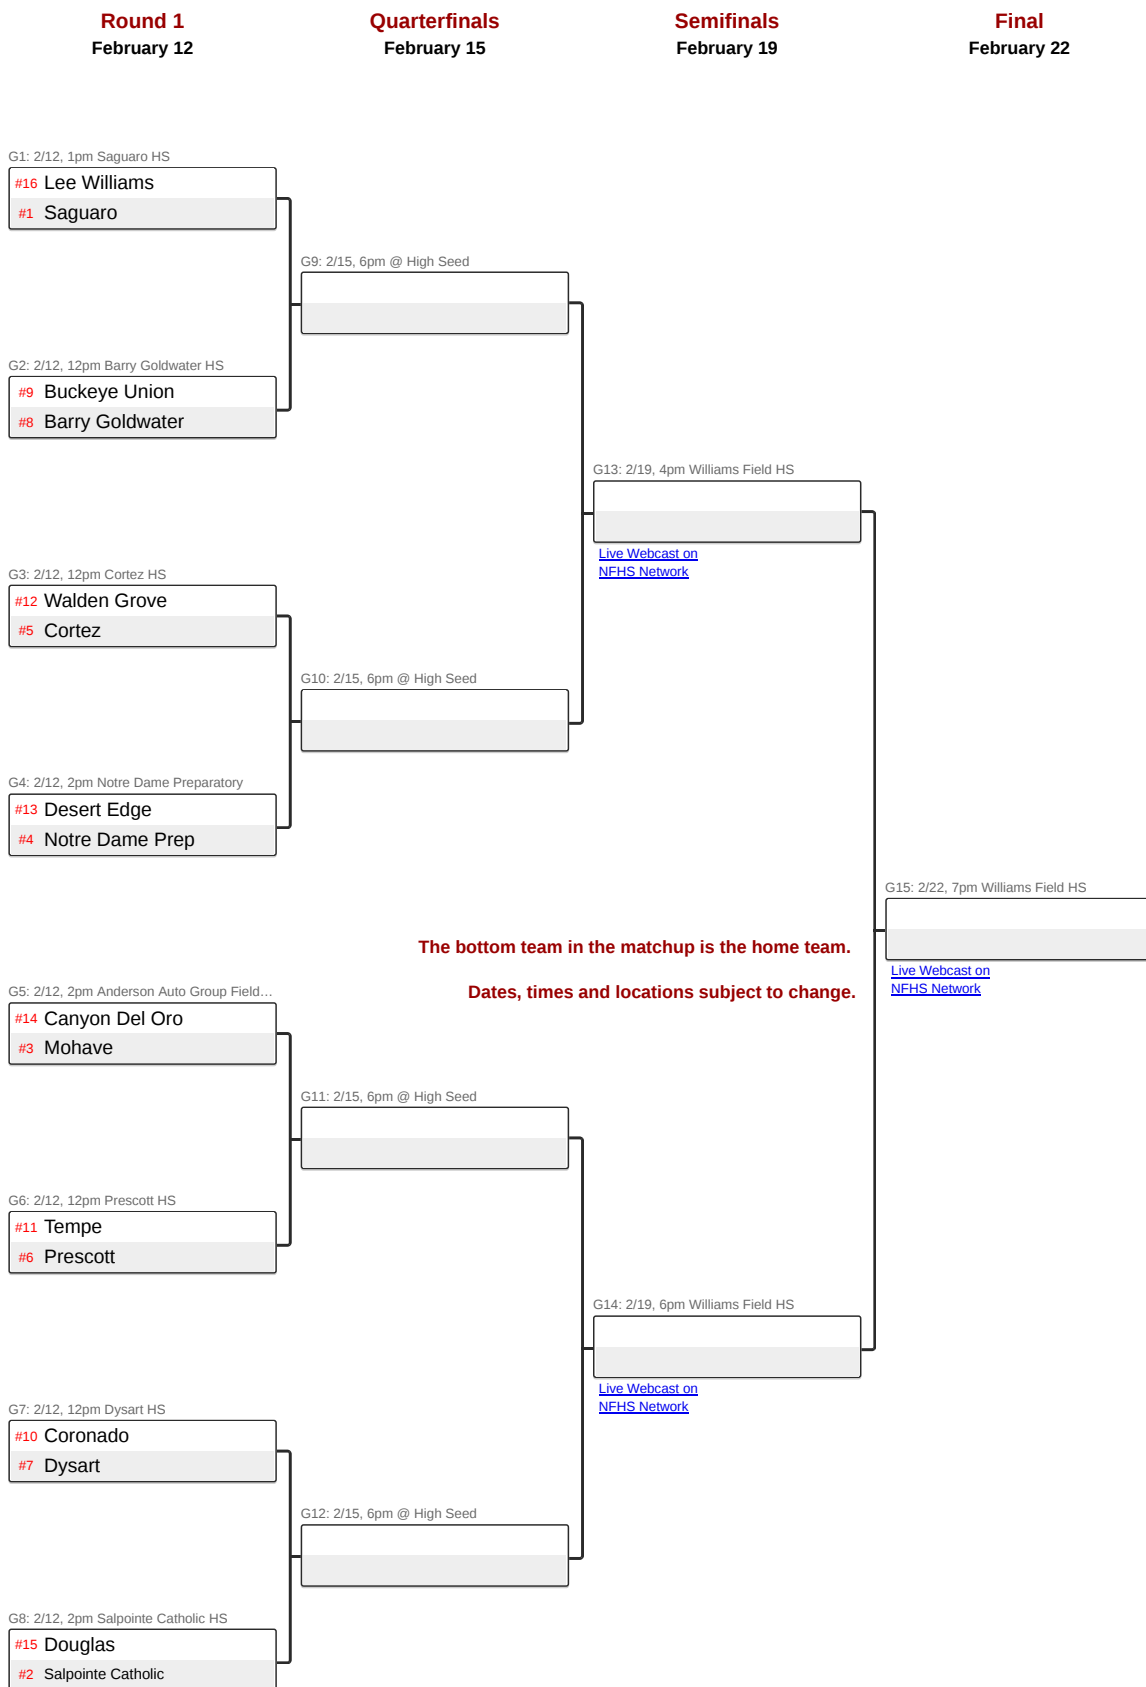 Round 1
February 12
Quarterfinals
February 15
Semifinals
February 19
Final
February 22
G1: 2/12, 1pm Saguaro HS
#16 Lee Williams
#1 Saguaro
G9: 2/15, 6pm @ High Seed
G2: 2/12, 12pm Barry Goldwater HS
#9 Buckeye Union
#8 Barry Goldwater
G13: 2/19, 4pm Williams Field HS
Live Webcast on
NFHS Network
G3: 2/12, 12pm Cortez HS
#12 Walden Grove
#5 Cortez
G10: 2/15, 6pm @ High Seed
G4: 2/12, 2pm Notre Dame Preparatory
#13 Desert Edge
#4 Notre Dame Prep
G15: 2/22, 7pm Williams Field HS
Live Webcast on
NFHS Network
The bottom team in the matchup is the home team.
Dates, times and locations subject to change.
G5: 2/12, 2pm Anderson Auto Group Field...
#14 Canyon Del Oro
#3 Mohave
G11: 2/15, 6pm @ High Seed
G6: 2/12, 12pm Prescott HS
#11 Tempe
#6 Prescott
G14: 2/19, 6pm Williams Field HS
Live Webcast on
NFHS Network
G7: 2/12, 12pm Dysart HS
#10 Coronado
#7 Dysart
G12: 2/15, 6pm @ High Seed
G8: 2/12, 2pm Salpointe Catholic HS
#15 Douglas
#2 Salpointe Catholic